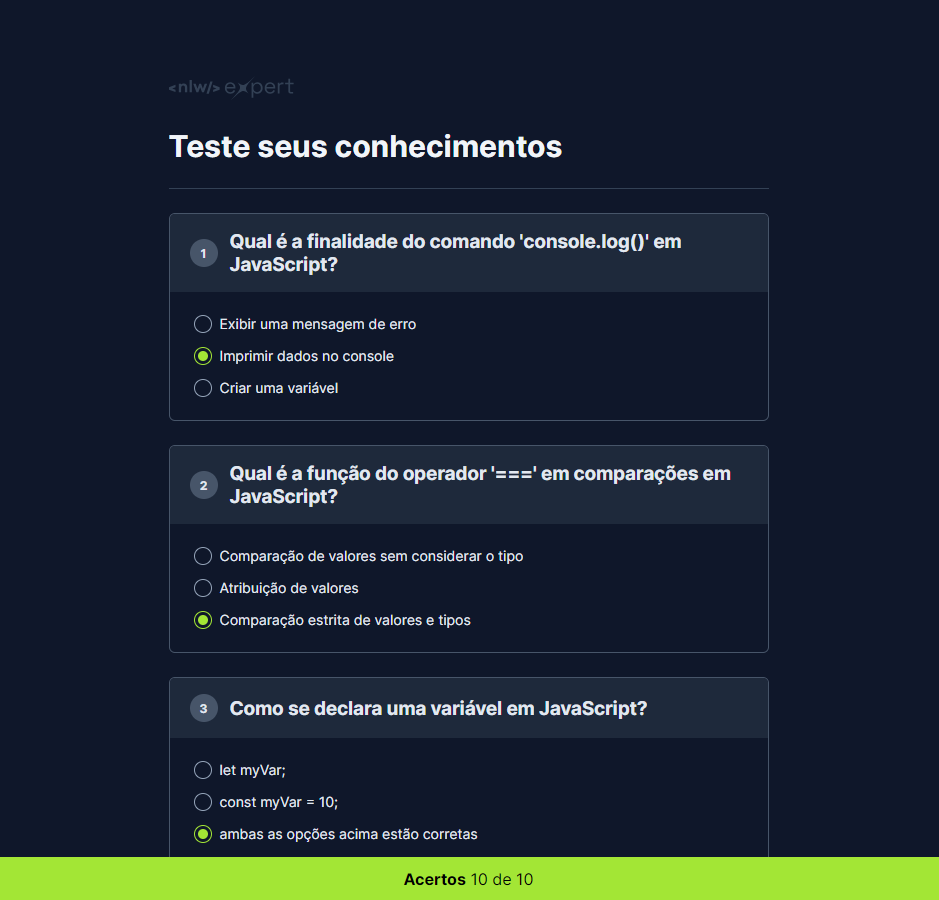 <nlw/> expert
Teste seus conhecimentos
1
Qual é a finalidade do comando 'console.log()' em
JavaScript?
Exibir uma mensagem de erro
Imprimir dados no console
Criar uma variável
2
Qual é a função do operador '===' em comparações em
JavaScript?
Comparação de valores sem considerar o tipo
Atribuição de valores
Comparação estrita de valores e tipos
3
Como se declara uma variável em JavaScript?
let myVar;
const myVar = 10;
ambas as opções acima estão corretas
Acertos 10 de 10